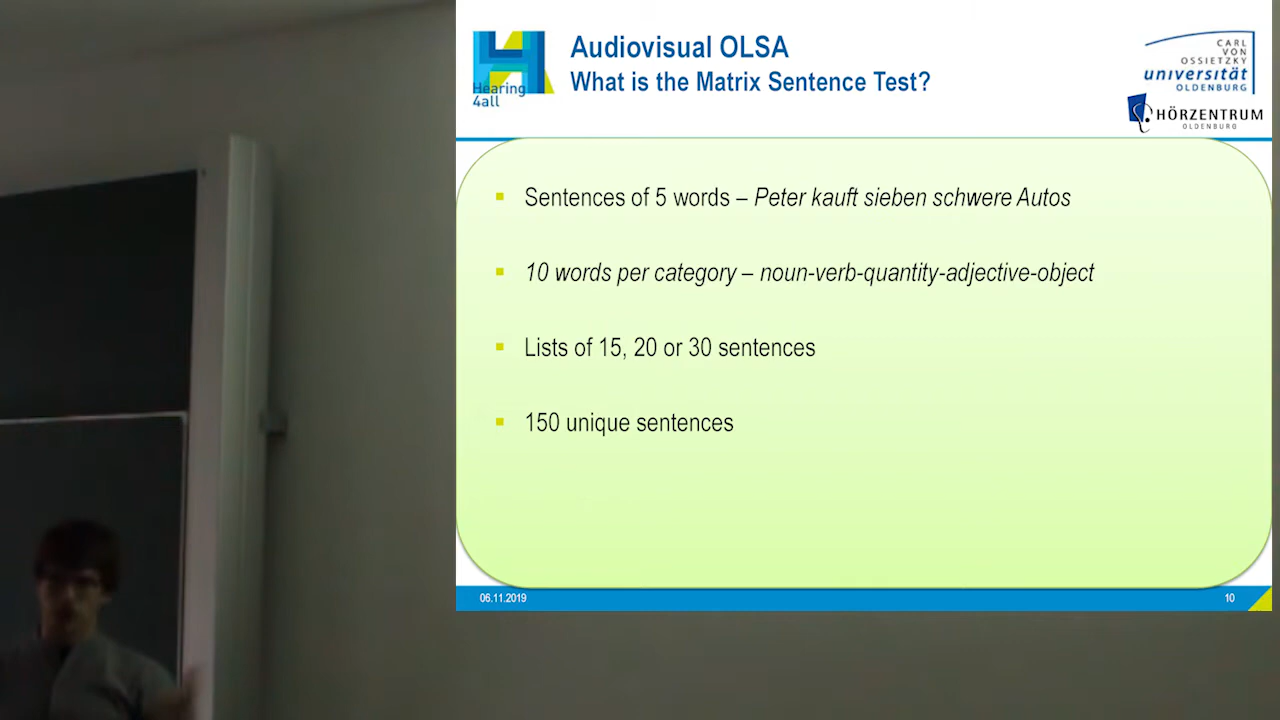 Audiovisual OLSA
What is the Matrix Sentence Test?
Hearing
4all
CARL
VON
OSSIETZKY
universität
OLDENBURG
HÖRZENTRUM
OLDENBURG
Sentences of 5 words – Peter kauft sieben schwere Autos
10 words per category – noun-verb-quantity-adjective-object
Lists of 15, 20 or 30 sentences
150 unique sentences
06.11.2019
10